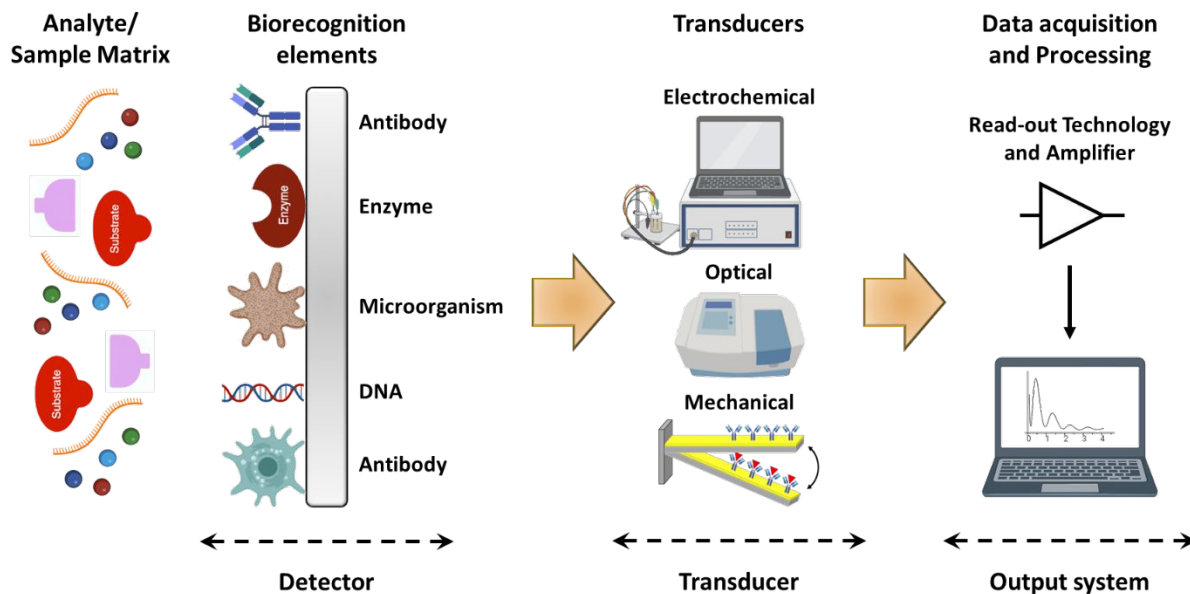 Analyte/
Sample Matrix
Biorecognition
elements
Transducers
Data acquisition
and Processing
Substrate
Substrate
Antibody
Enzyme
Enzyme
Microorganism
DNA
Antibody
Electrochemical
Optical
Mechanical
Read-out Technology
and Amplifier
0 1 2 3 4
Detector
Transducer
Output system